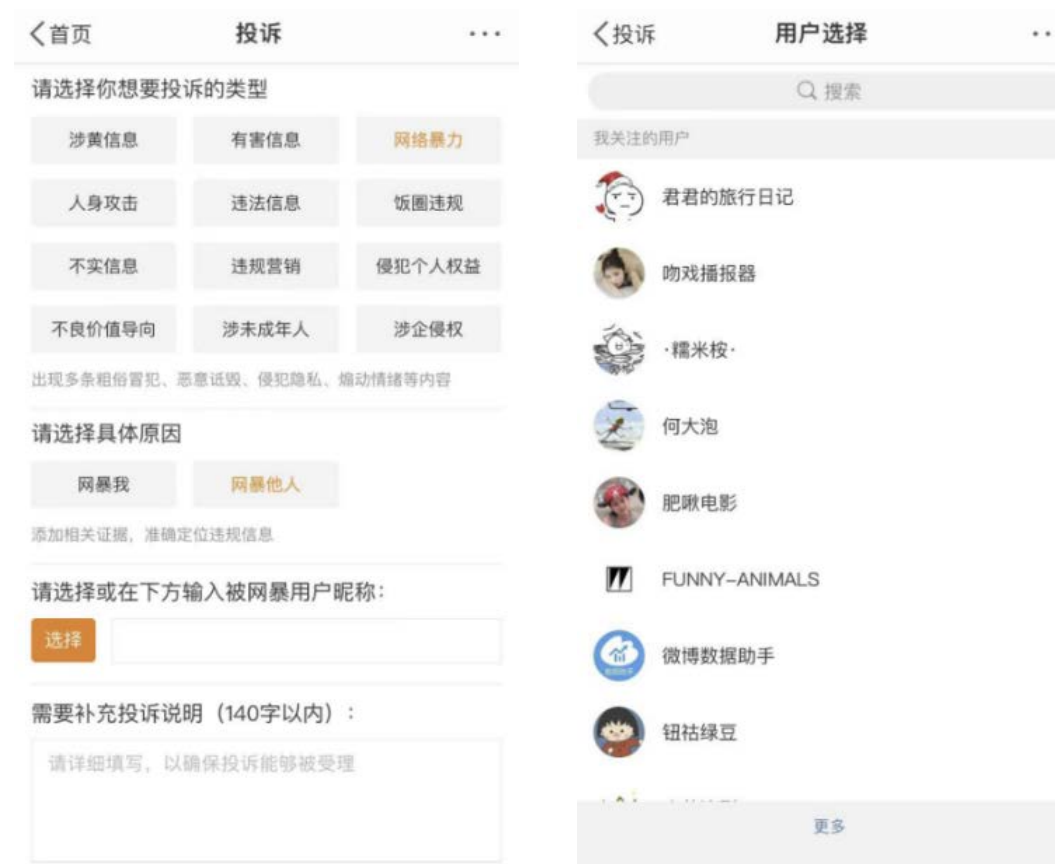 首页
投诉
请选择你想要投诉的类型
涉黄信息 有害信息 网络暴力
人身攻击 违法信息 饭圈违规
不实信息 违规营销 侵犯个人权益
不良价值导向 涉未成年人 涉企侵权
出现多条粗俗冒犯、恶意诋毁、侵犯隐私、煽动情绪等内容
请选择具体原因
网暴我 网暴他人
添加相关证据，准确定位违规信息
请选择或在下方输入被网暴用户昵称：
选择
需要补充投诉说明（140字以内）：
请详细填写，以确保投诉能够被受理
投诉
用户选择
搜索
我关注的用户
君君的旅行日记
吻戏播报器
·糯米桉·
何大泡
肥啾电影
FUNNY-ANIMALS
微博数据助手
钮祜绿豆
更多